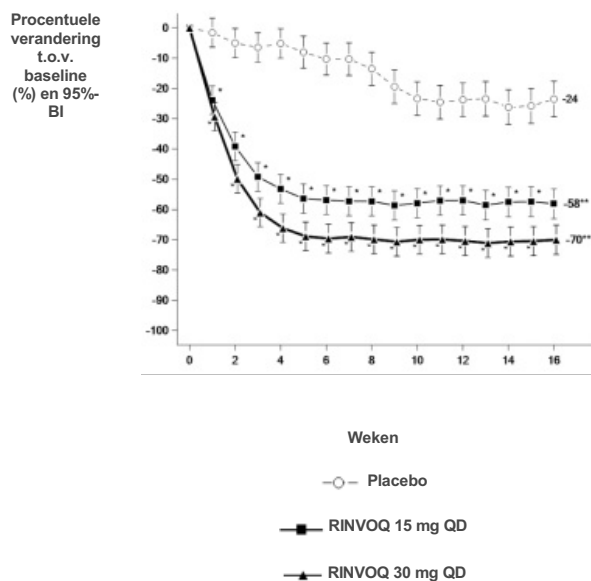 Procentuele
verandering
t.o.v.
baseline
(%) en 95%-
BI
0
-10
-20
-30
-40
-50
-60
-70
-80
-90
-100
-24
-58**
-70**
0 2 4 6 8 10 12 14 16
Weken
Placebo
RINVOQ 15 mg QD
RINVOQ 30 mg QD